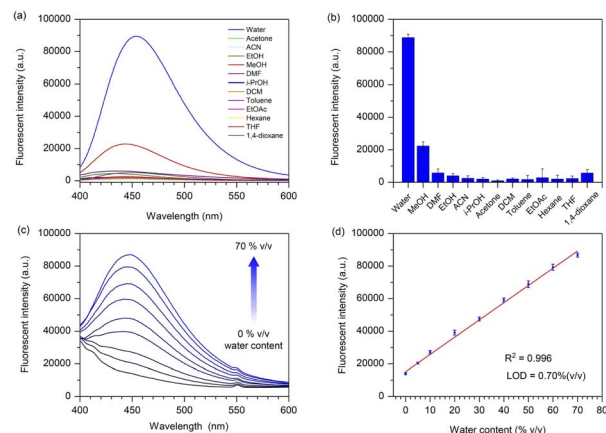 (a)
Fluorescent intensity (a.u.)
100000
80000
60000
40000
20000
0
400
450
500
550
600
Wavelength (nm)
Water
Acetone
ACN
EtOH
MeOH
DMF
i-PrOH
DCM
Toluene
EtOAc
Hexane
THF
1,4-dioxane
(b)
Fluorescent intensity (a.u.)
100000
80000
60000
40000
20000
0
Water
MeOH
DMF
EtOH
ACN
i-PrOH
Acetone
DCM
Toluene
EtOAc
Hexane
THF
1,4-dioxane
(c)
Fluorescent intensity (a.u.)
100000
80000
60000
40000
20000
0
400
450
500
550
600
Wavelength (nm)
70 % v/v
0 % v/v
water content
(d)
Fluorescent intensity (a.u.)
100000
80000
60000
40000
20000
0
0
10
20
30
40
50
60
70
80
Water content (% v/v)
R² = 0.996
LOD = 0.70%(v/v)